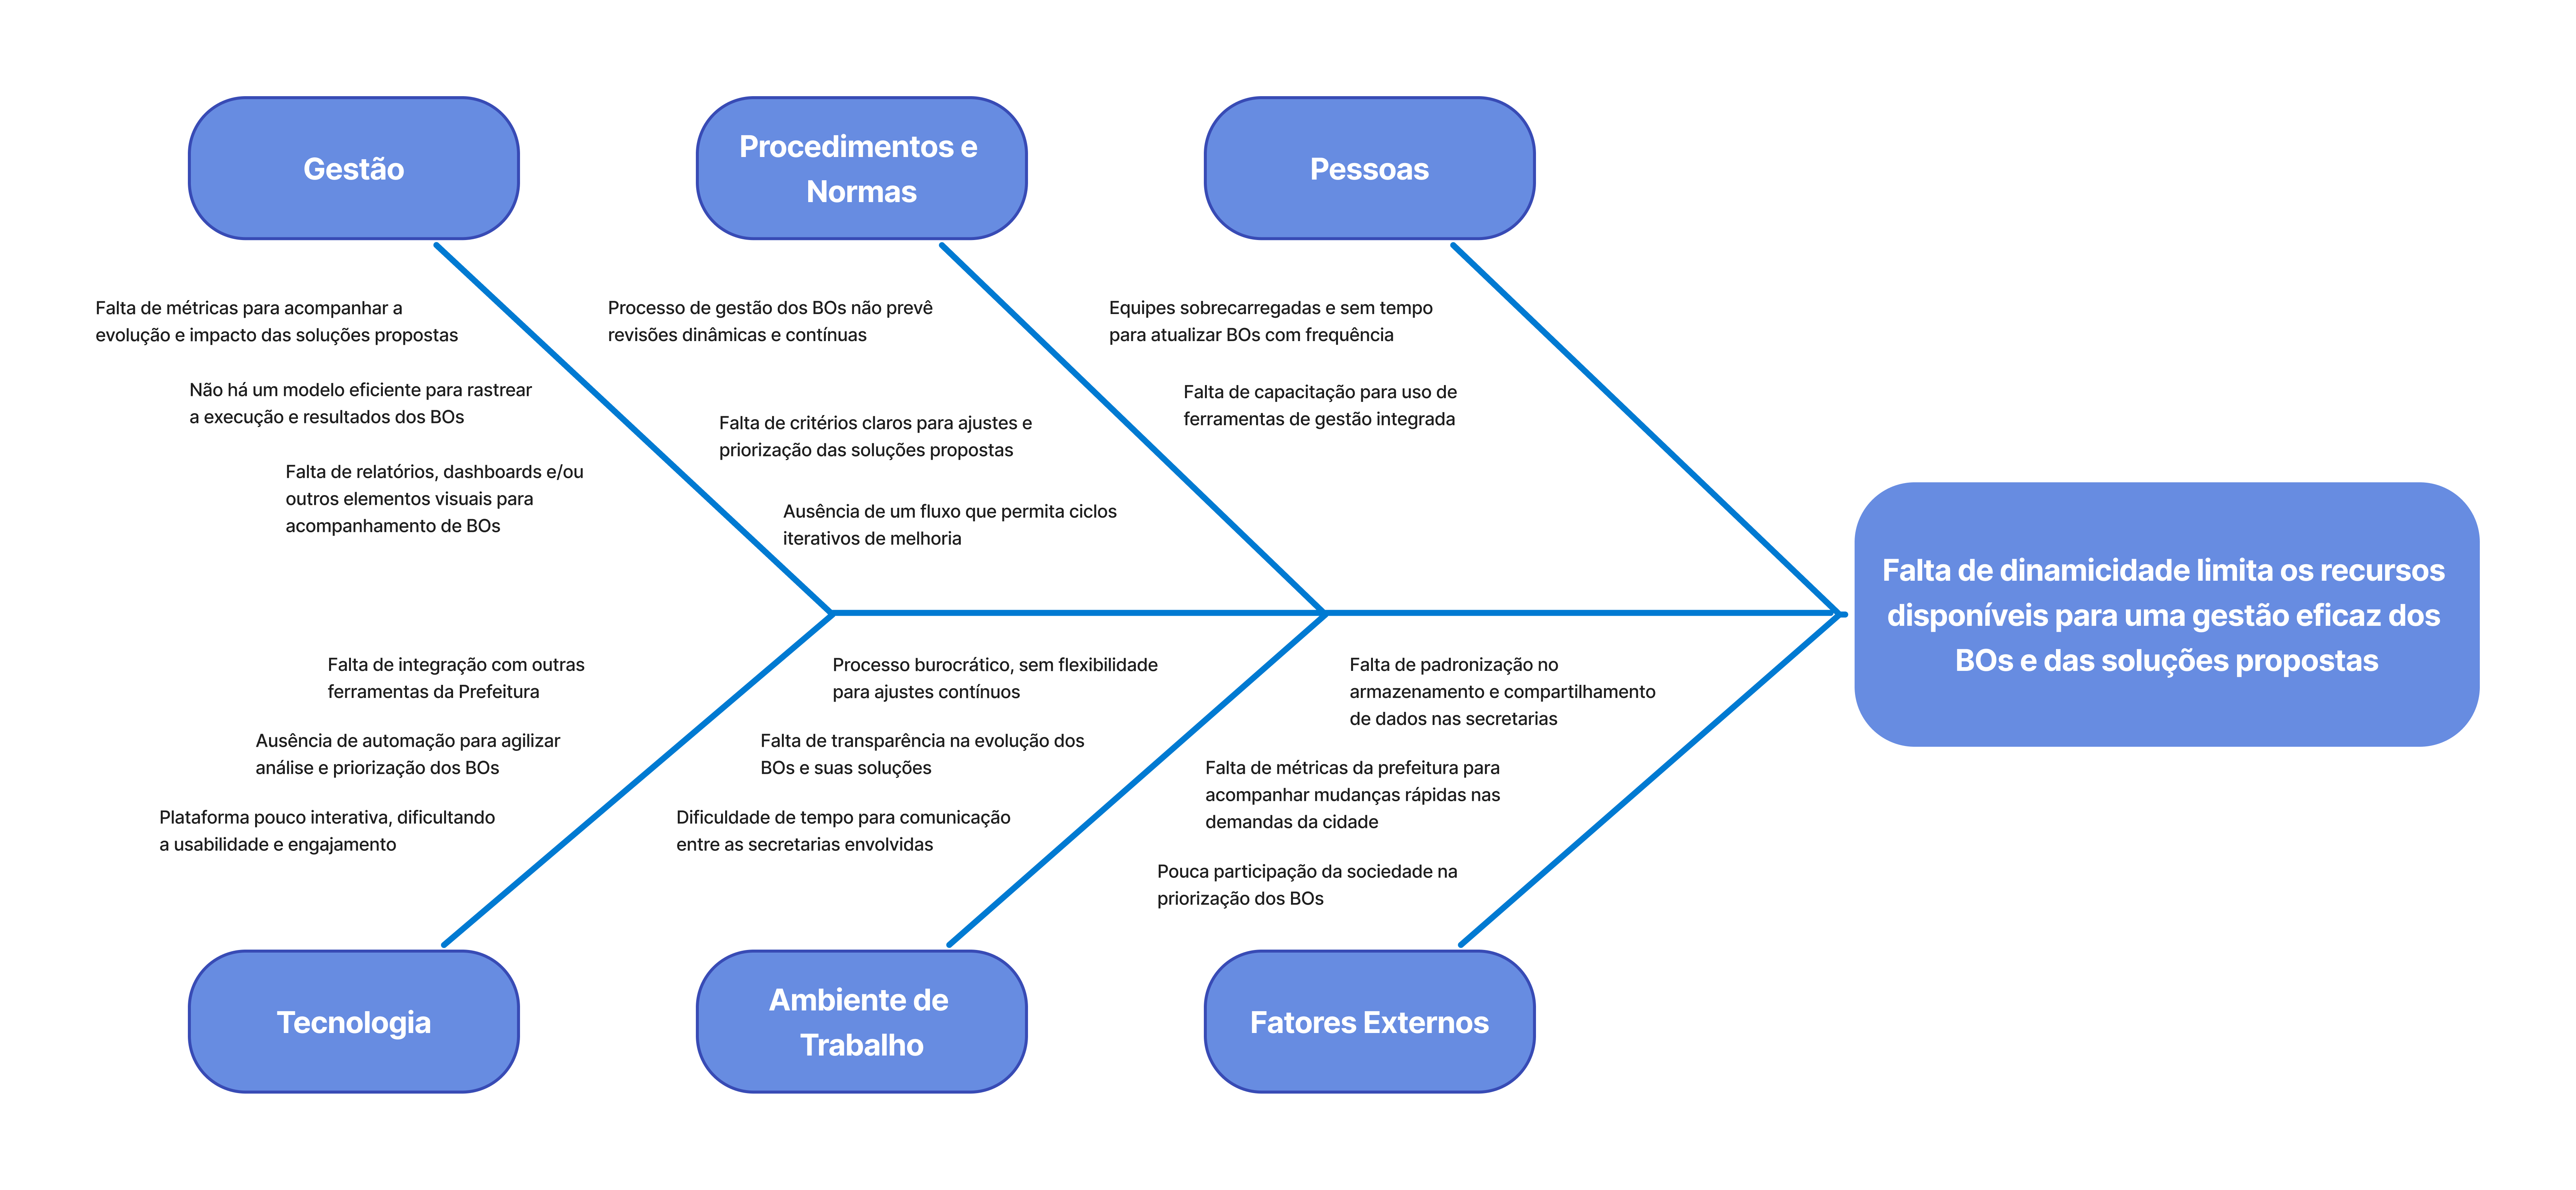 Gestão
Procedimentos e
Normas
Pessoas
Falta de métricas para acompanhar a
evolução e impacto das soluções propostas
Não há um modelo eficiente para rastrear
a execução e resultados dos BOs
Falta de relatórios, dashboards e/ou
outros elementos visuais para
acompanhamento de BOs
Processo de gestão dos BOs não prevê
revisões dinâmicas e contínuas
Falta de critérios claros para ajustes e
priorização das soluções propostas
Ausência de um fluxo que permita ciclos
iterativos de melhoria
Equipes sobrecarregadas e sem tempo
para atualizar BOs com frequência
Falta de capacitação para uso de
ferramentas de gestão integrada
Falta de dinamicidade limita os recursos
disponíveis para uma gestão eficaz dos
BOs e das soluções propostas
Falta de integração com outras
ferramentas da Prefeitura
Ausência de automação para agilizar
análise e priorização dos BOs
Plataforma pouco interativa, dificultando
a usabilidade e engajamento
Processo burocrático, sem flexibilidade
para ajustes contínuos
Falta de transparência na evolução dos
BOs e suas soluções
Dificuldade de tempo para comunicação
entre as secretarias envolvidas
Falta de padronização no
armazenamento e compartilhamento
de dados nas secretarias
Falta de métricas da prefeitura para
acompanhar mudanças rápidas nas
demandas da cidade
Pouca participação da sociedade na
priorização dos BOs
Tecnologia
Ambiente de
Trabalho
Fatores Externos